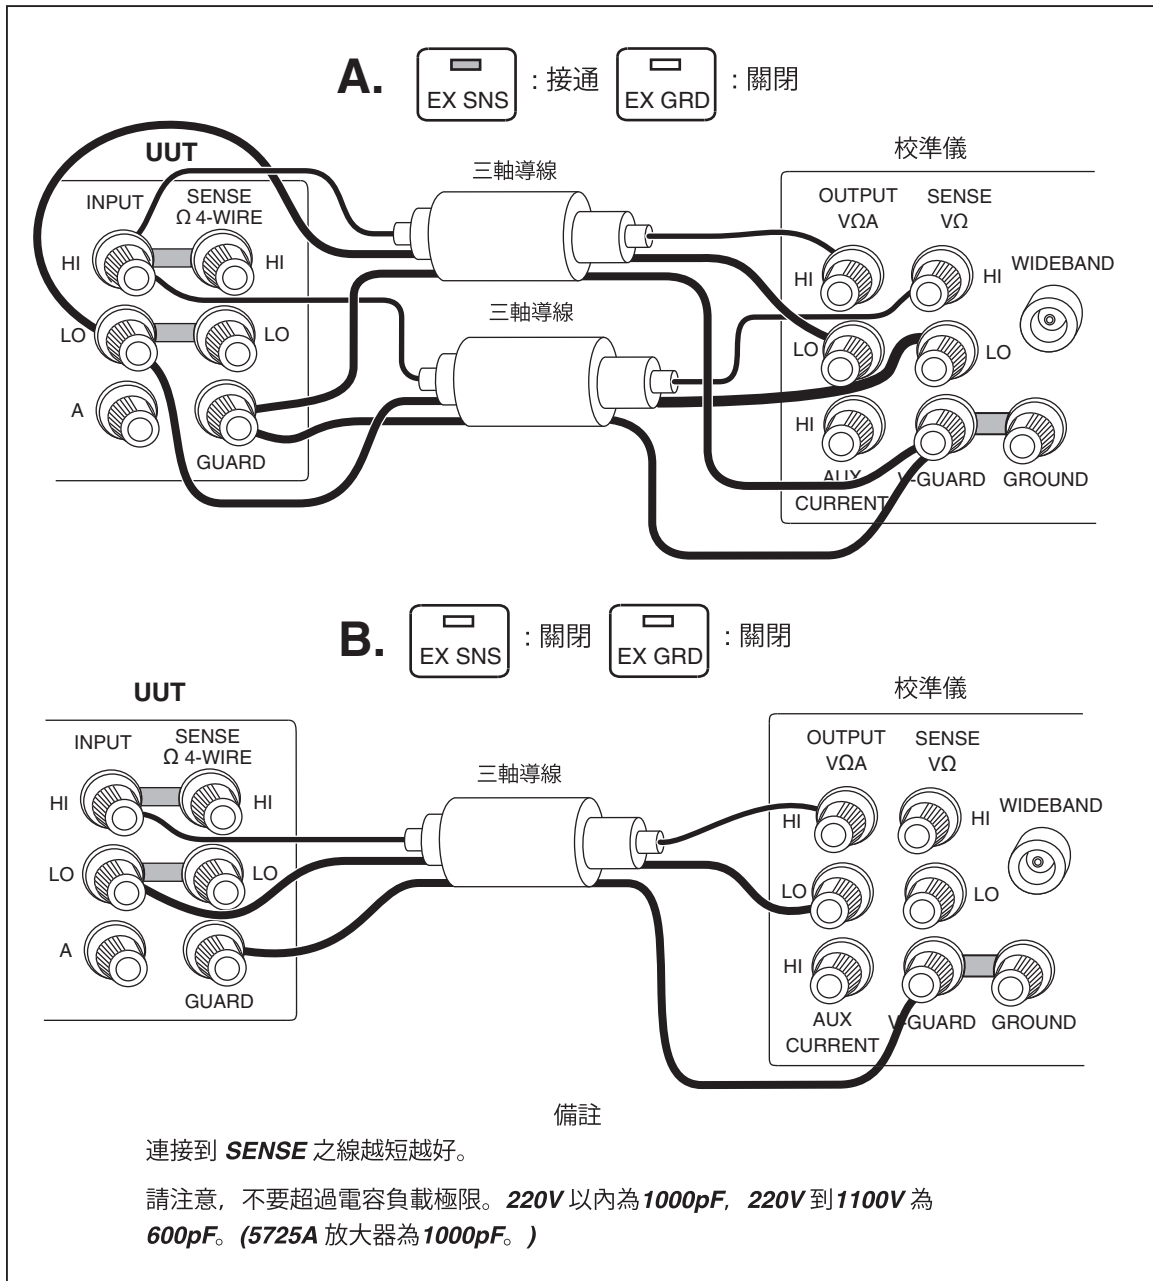 A. EX SNS : 接通 EX GRD : 關閉
UUT
校準儀
三軸導線
INPUT
SENSE
Ω 4-WIRE
OUTPUT
VΩA
SENSE
VΩ
HI
HI
HI
HI
WIDEBAND
三軸導線
LO
LO
LO
LO
A
HI
GUARD
AUX
CURRENT
V-GUARD
GROUND
B. EX SNS : 關閉 EX GRD : 關閉
UUT
校準儀
INPUT
SENSE
Ω 4-WIRE
三軸導線
OUTPUT
VΩA
SENSE
VΩ
HI
HI
HI
HI
WIDEBAND
LO
LO
LO
LO
A
HI
GUARD
AUX
CURRENT
V-GUARD
GROUND
備註
連接到 SENSE 之線越短越好。
請注意，不要超過電容負載極限。220V 以內為1000pF，220V 到1100V 為
600pF。(5725A 放大器為1000pF。)